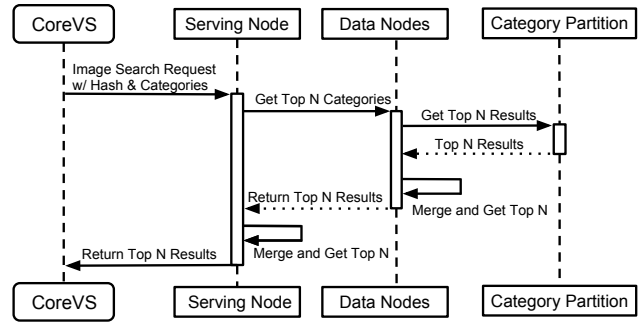 CoreVS
Serving Node
Data Nodes
Category Partition
Image Search Request
w/ Hash & Categories
Get Top N Categories
Get Top N Results
Top N Results
Return Top N Results
Merge and Get Top N
Return Top N Results
Merge and Get Top N
CoreVS
Serving Node
Data Nodes
Category Partition